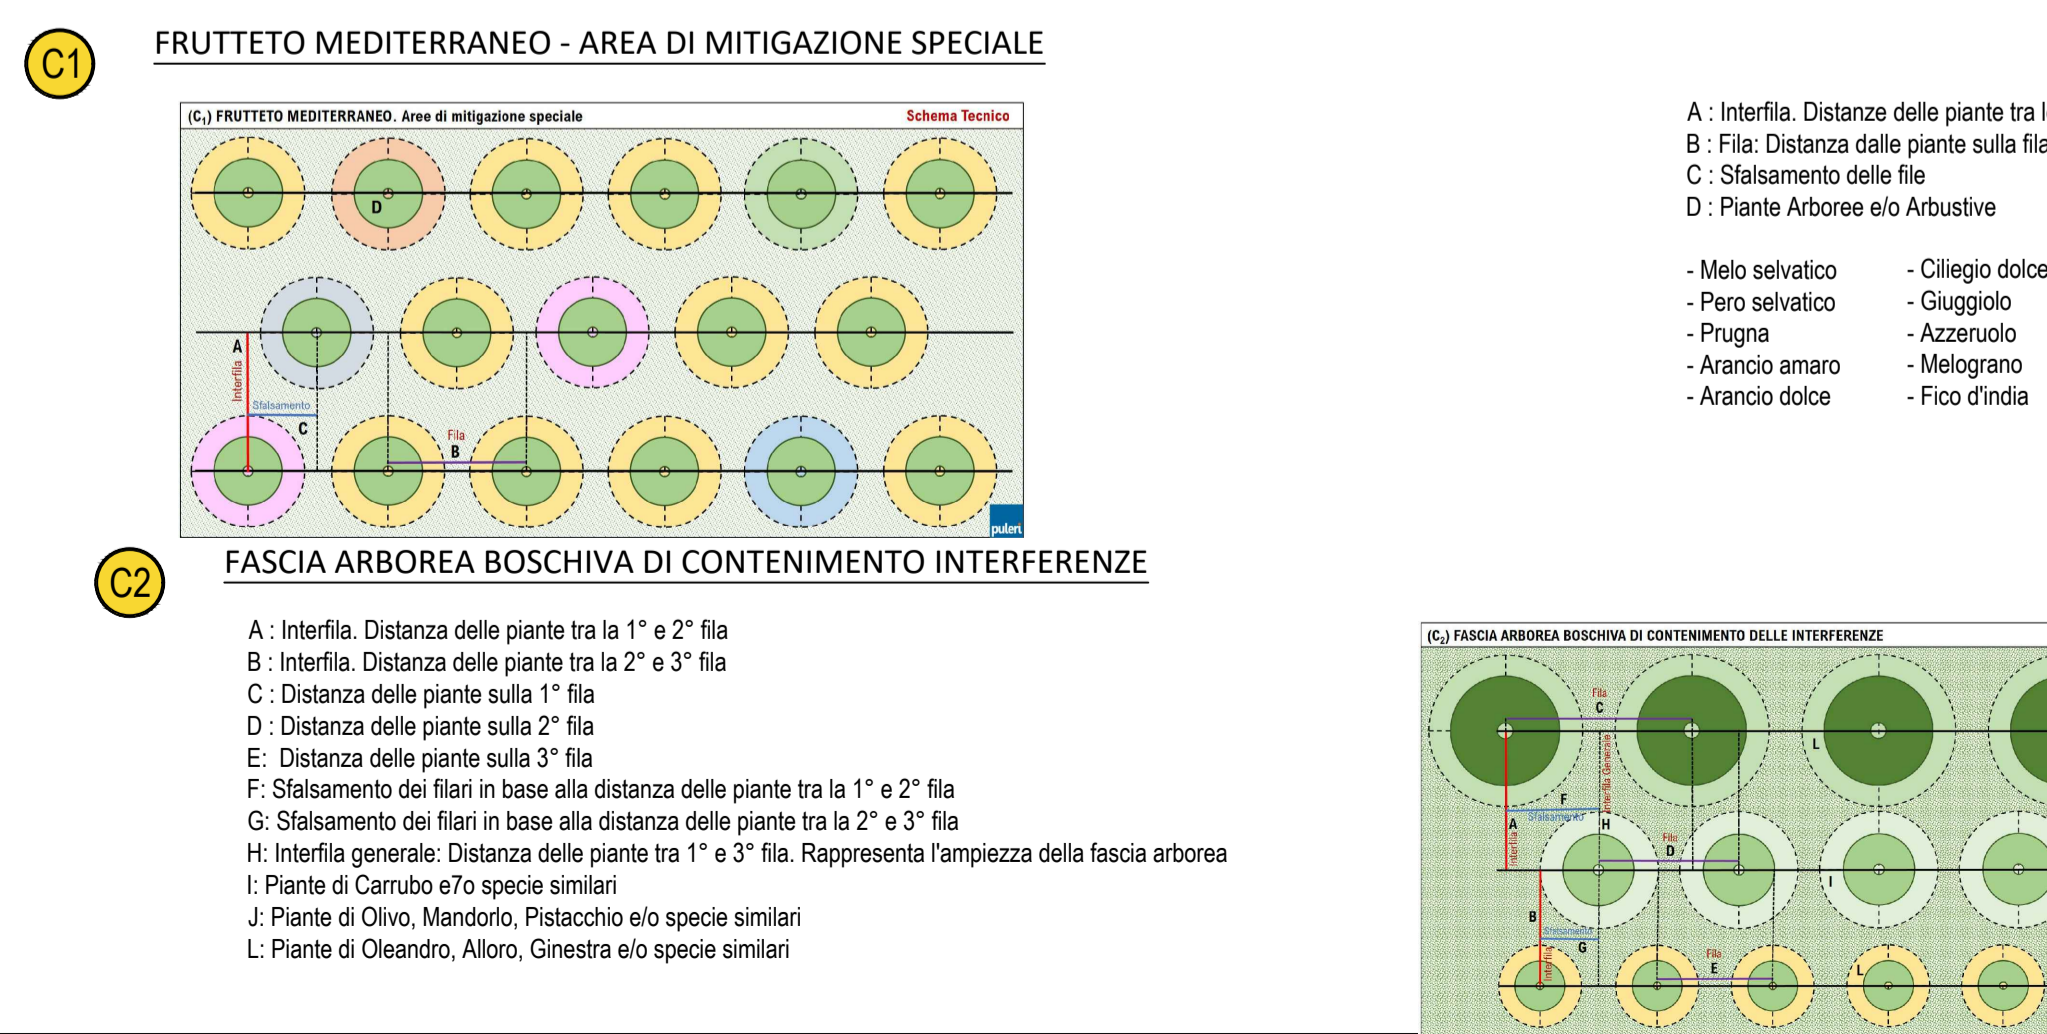 C1
FRUTTETO MEDITERRANEO - AREA DI MITIGAZIONE SPECIALE
(C₁) FRUTTETO MEDITERRANEO. Aree di mitigazione speciale
Schema Tecnico
D
A
Interfila
Sfalsamento
C
Fila
B
puleri
A : Interfila. Distanze delle piante tra
B : Fila: Distanza dalle piante sulla fila
C : Sfalsamento delle file
D : Piante Arboree e/o Arbustive
- Melo selvatico
- Pero selvatico
- Prugna
- Arancio amaro
- Arancio dolce
- Ciliegio dolce
- Giuggiolo
- Azzeruolo
- Melograno
- Fico d'india
C2
FASCIA ARBOREA BOSCHIVA DI CONTENIMENTO INTERFERENZE
A : Interfila. Distanza delle piante tra la 1° e 2° fila
B : Interfila. Distanza delle piante tra la 2° e 3° fila
C : Distanza delle piante sulla 1° fila
D : Distanza delle piante sulla 2° fila
E: Distanza delle piante sulla 3° fila
F: Sfalsamento dei filari in base alla distanza delle piante tra la 1° e 2° fila
G: Sfalsamento dei filari in base alla distanza delle piante tra la 2° e 3° fila
H: Interfila generale: Distanza delle piante tra 1° e 3° fila. Rappresenta l'ampiezza della fascia arborea
I: Piante di Carrubo e7o specie similari
J: Piante di Olivo, Mandorlo, Pistacchio e/o specie similari
L: Piante di Oleandro, Alloro, Ginestra e/o specie similari
(C₂) FASCIA ARBOREA BOSCHIVA DI CONTENIMENTO DELLE INTERFERENZE
Fila
C
L
Interfila Generale
F
Sfalsamento
A
H
Interfila
Fila
D
I
B
Sfalsamento
G
Interfila
Fila
E
L